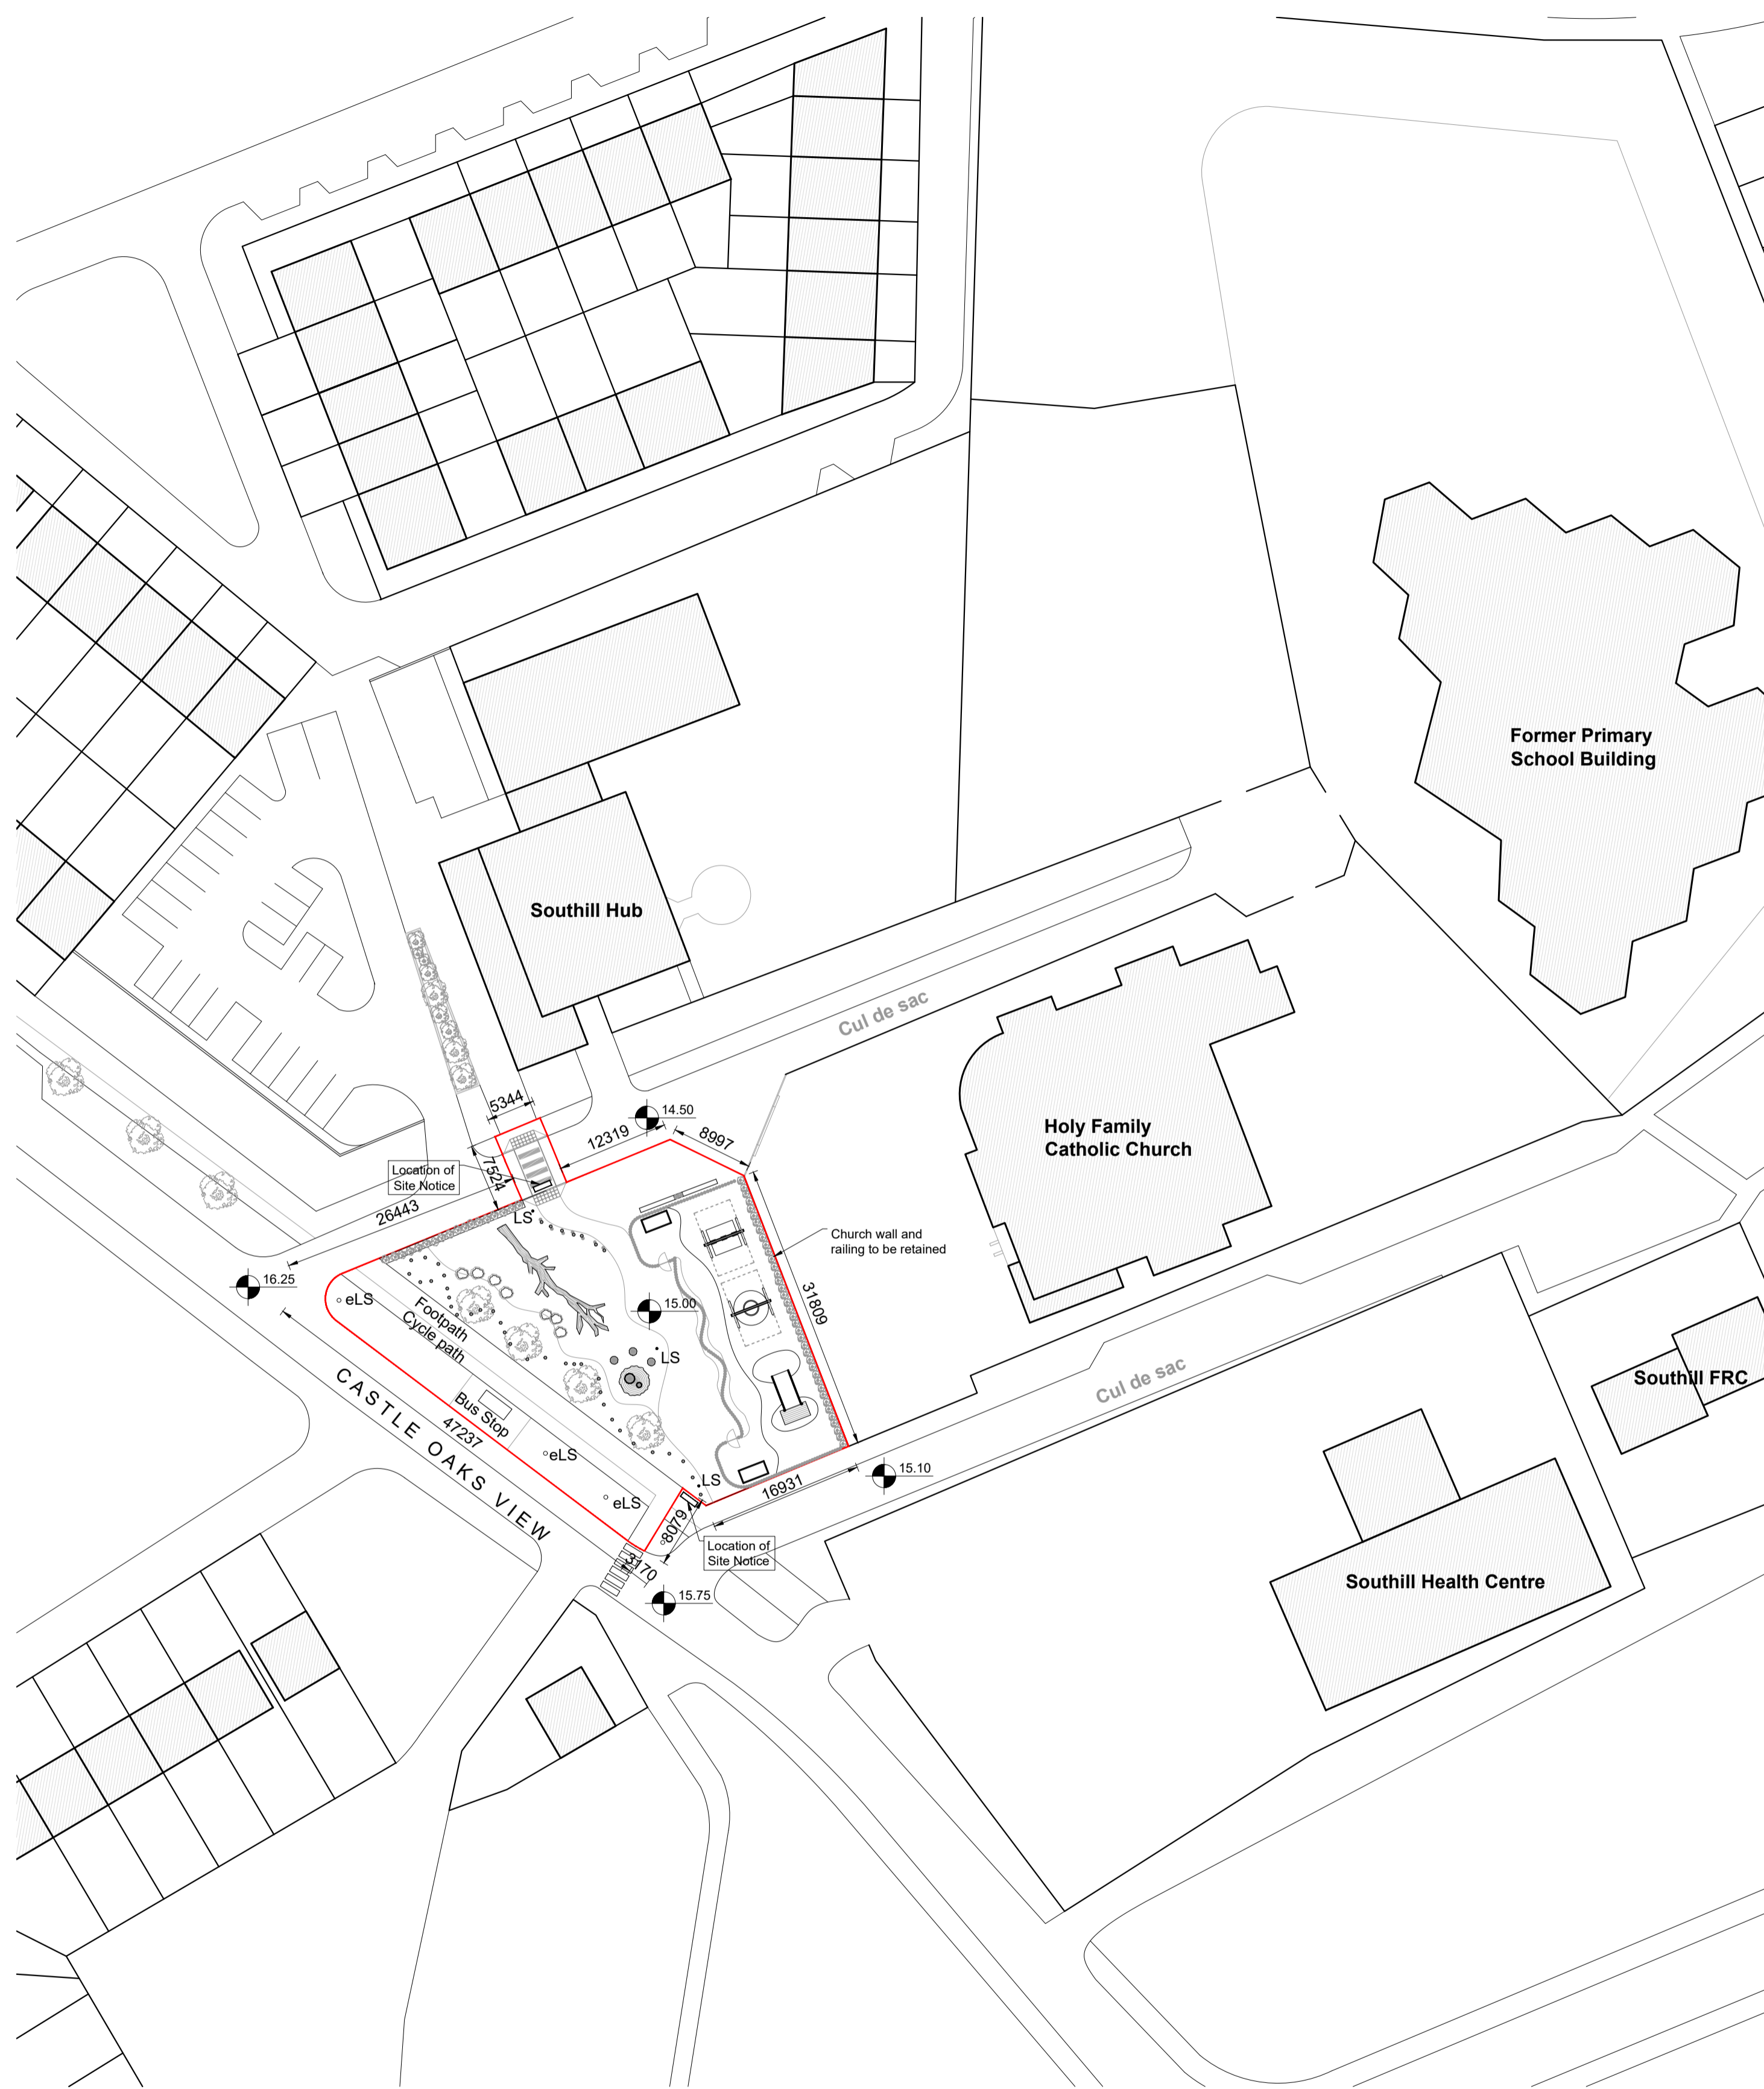 Former Primary
School Building
Southill Hub
Cul de sac
5344
14.50
12319
8997
Holy Family
Catholic Church
7524
Location of
Site Notice
26443
LS
Church wall and
railing to be retained
16.25
eLS
Footpath
Cycle path
15.00
31809
LS
Bus Stop
47237
CASTLE OAKS VIEW
eLS
eLS
LS
16931
15.10
8079
Location of
Site Notice
3170
15.75
Cul de sac
Southill FRC
Southill Health Centre